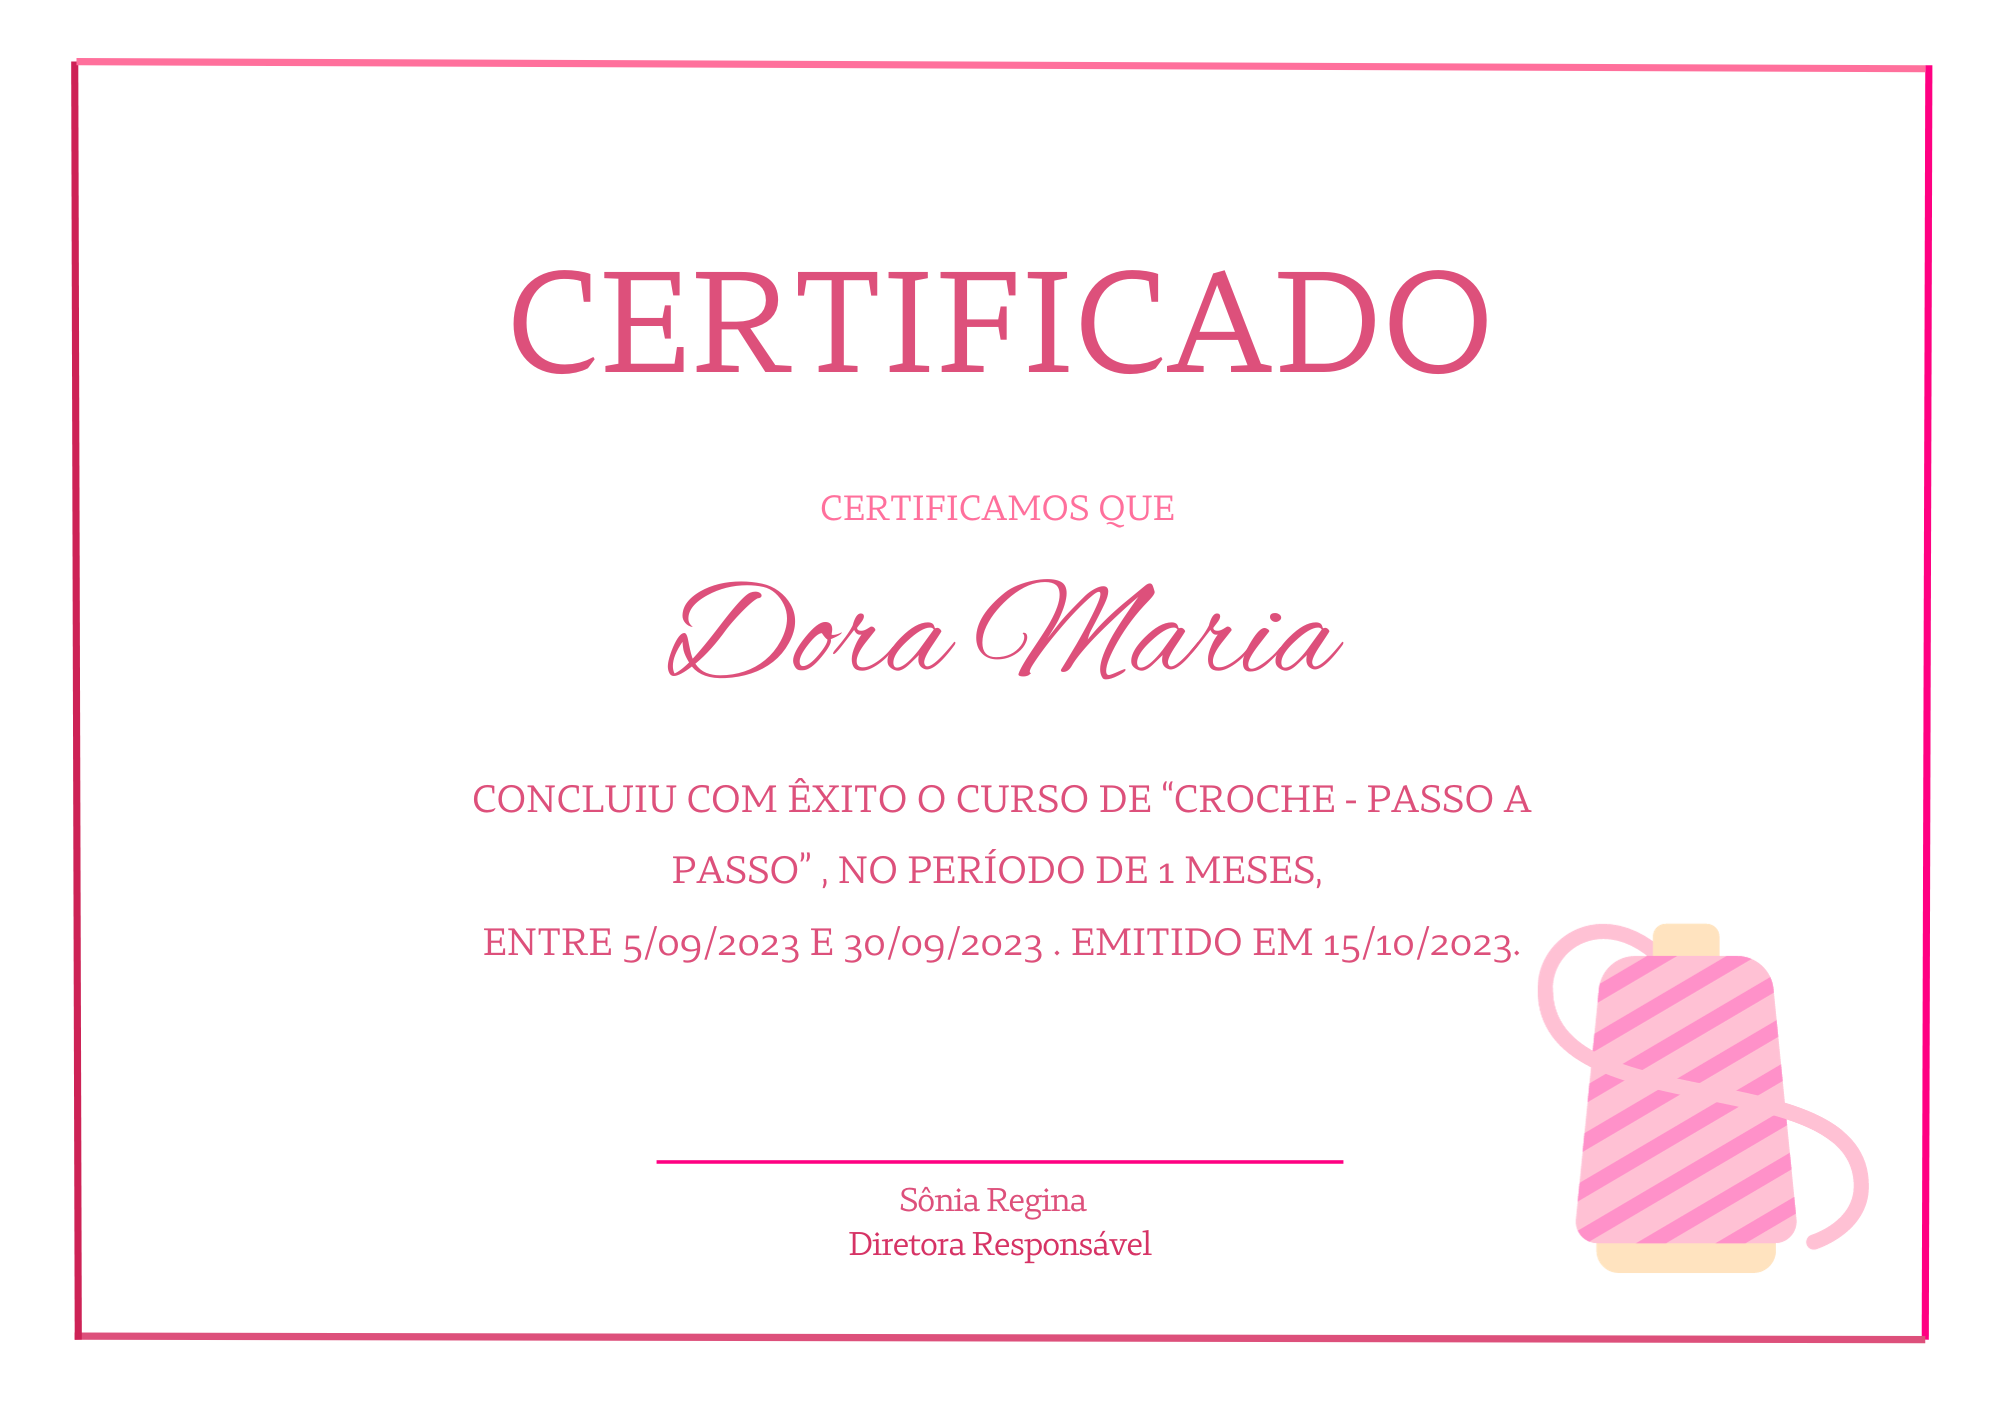 CERTIFICADO
CERTIFICAMOS QUE
Dora Maria
CONCLUIU COM ÊXITO O CURSO DE “CROCHE - PASSO A
PASSO” , NO PERÍODO DE 1 MESES,
ENTRE 5/09/2023 E 30/09/2023 . EMITIDO EM 15/10/2023.
Sônia Regina
Diretora Responsável